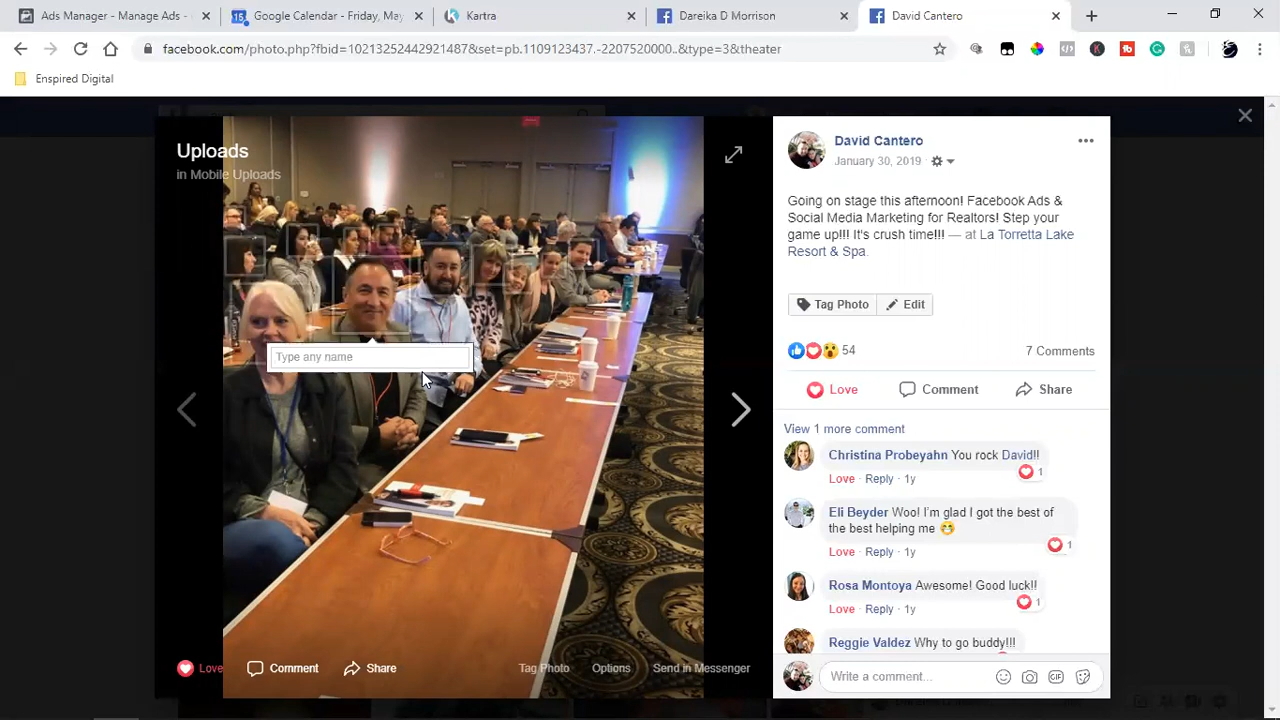 Ads Manager - Manage Ads -
Google Calendar - Friday, May
Kartra
Dareika D Morrison
David Cantero
facebook.com/photo.php?fbid=10213252442921487&set=pb.1109123437.-2207520000..&type=3&theater
Enspired Digital
Uploads
in Mobile Uploads
Type any name
Love
Comment
Share
Tag Photo
Options
Send in Messenger
David Cantero
January 30, 2019
Going on stage this afternoon! Facebook Ads &
Social Media Marketing for Realtors! Step your
game up!!! It's crush time!!! — at La Torretta Lake
Resort & Spa.
Tag Photo
Edit
54
7 Comments
Love
Comment
Share
View 1 more comment
Christina Probeyahn You rock David!!
1
Love · Reply · 1y
Eli Beyder Woo! I'm glad I got the best of
the best helping me
1
Love · Reply · 1y
Rosa Montoya Awesome! Good luck!!
1
Love · Reply · 1y
Reggie Valdez Why to go buddy!!!
Write a comment...
GIF